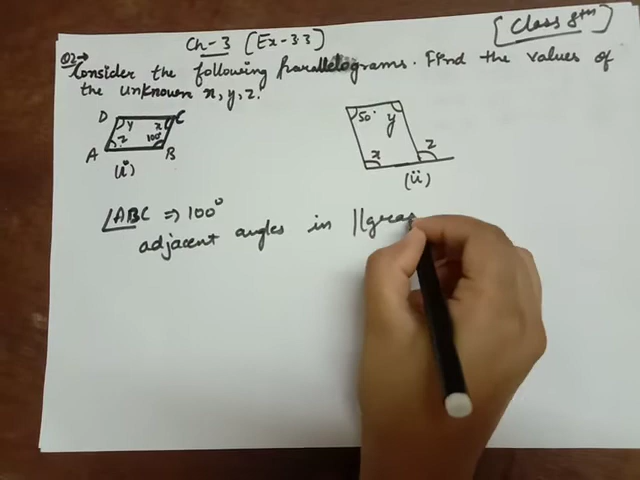 [Class 8th]
Ch-3 [Ex-3.3]
Q2→ Consider the following parallelograms. Find the values of
the unknown x, y, z.
D C
y x
z 100°
A B
(i)
50° y
x z
(ii)
∠ABC ⇒ 100°
adjacent angles in ||gram